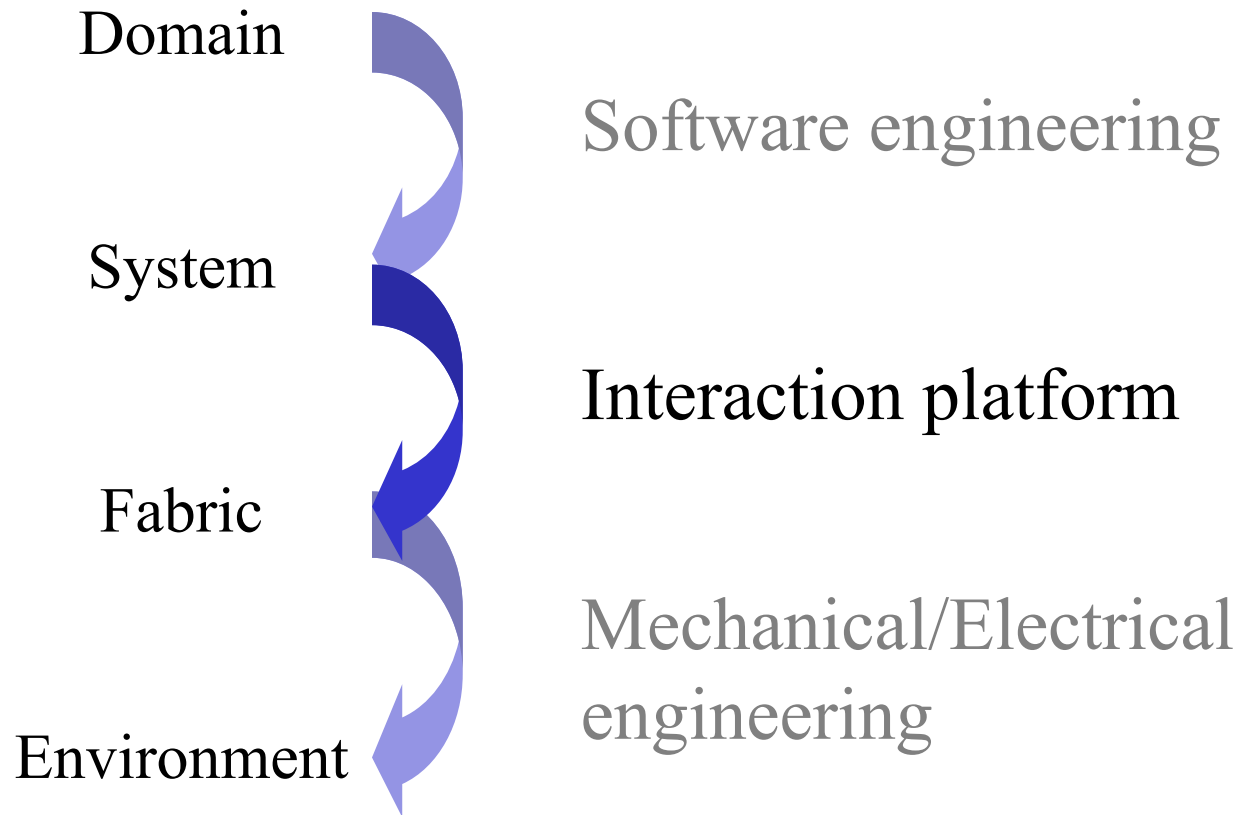 Domain
Software engineering
System
Interaction platform
Fabric
Mechanical/Electrical
engineering
Environment